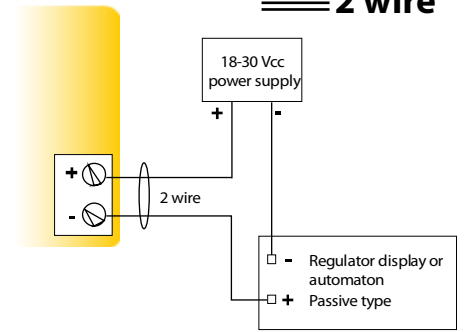 2 wire
18-30 Vcc
power supply
+ -
+
2 wire
-
- Regulator display or
automaton
+ Passive type